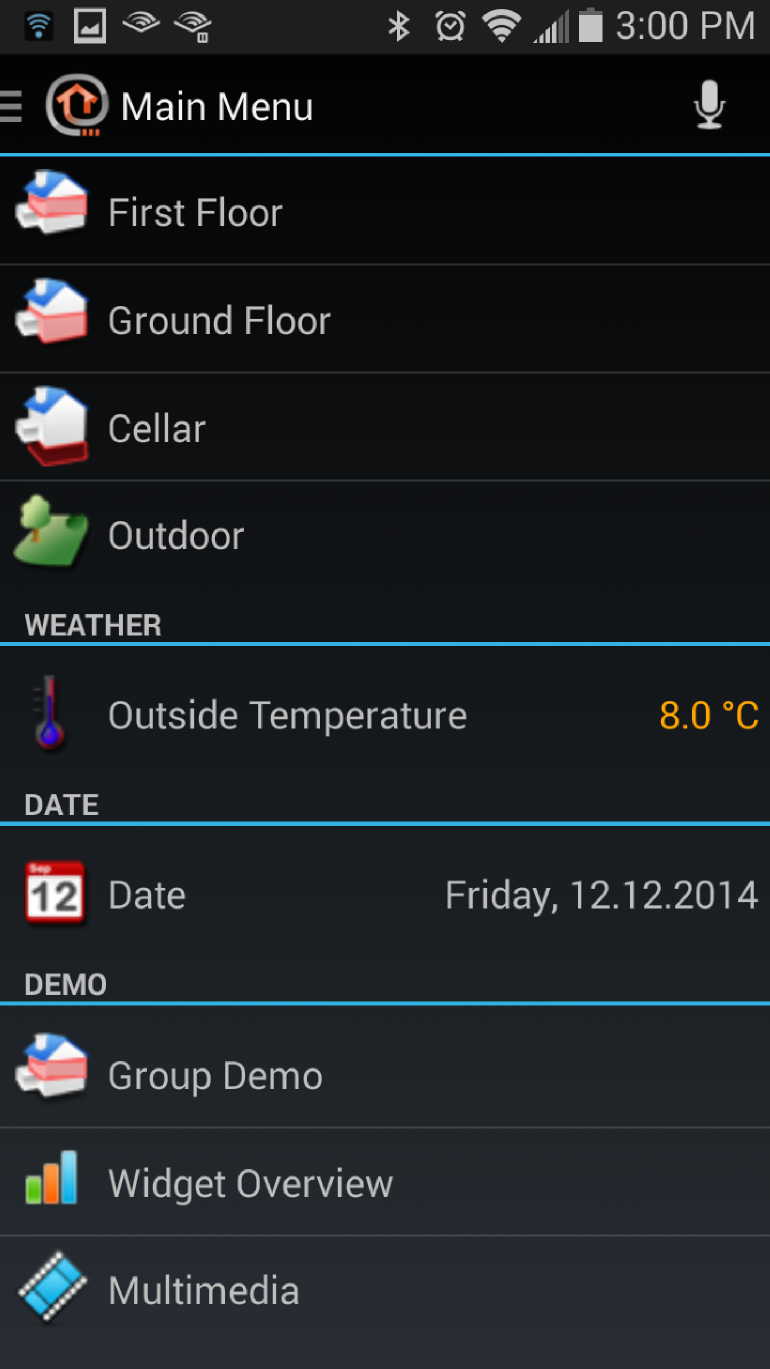 3:00 PM
Main Menu
First Floor
Ground Floor
Cellar
Outdoor
WEATHER
Outside Temperature 8.0 °C
DATE
Sep
12
Date Friday, 12.12.2014
DEMO
Group Demo
Widget Overview
Multimedia